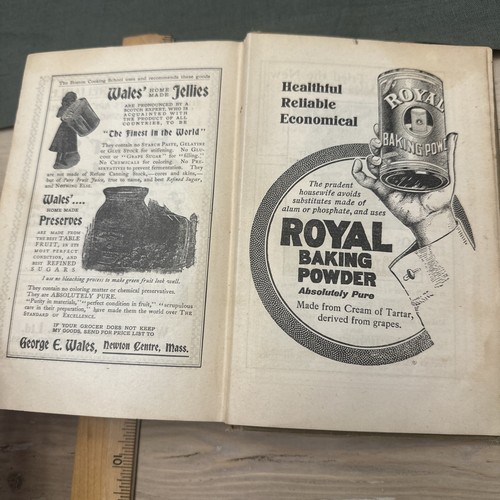 The Boston Cooking School uses and recommends these goods
Wales' HOME MADE Jellies
ARE PRONOUNCED BY A
SCOTCH EXPERT, WHO IS
ACQUAINTED WITH
THE PRODUCT OF ALL
COUNTRIES, TO BE
"The Finest in the World"
They contain no STARCH PASTE, GELATINE
or GLUE STOCK for stiffening. No GLU-
COSE or "GRAPE SUGAR" for "filling."
No CHEMICALS for coloring. No PRE-
SERVATIVES to prevent fermentation. They
are not made of Refuse Canning Stock,—cores and skins,—
but of Pure Fruit Juice, true to name, and best Refined Sugar,
and NOTHING ELSE.
Wales'....
HOME MADE
Preserves
ARE MADE FROM
THE BEST TABLE
FRUIT, IN ITS
MOST PERFECT
CONDITION, AND
BEST REFINED
SUGARS
I use no bleaching process to make green fruit look well.
They contain no coloring matter or chemical preservatives.
They are ABSOLUTELY PURE.
"Purity in materials," "perfect condition in fruit," "scrupulous
care in their preparation," have made them the world over THE
STANDARD OF EXCELLENCE.
IF YOUR GROCER DOES NOT KEEP
MY GOODS, SEND FOR PRICE LIST TO
George E. Wales, Newton Centre, Mass.
Healthful
Reliable
Economical
ROYAL
BAKING POWD
The prudent
housewife avoids
substitutes made of
alum or phosphate, and uses
ROYAL
BAKING
POWDER
Absolutely Pure
Made from Cream of Tartar,
derived from grapes.
10